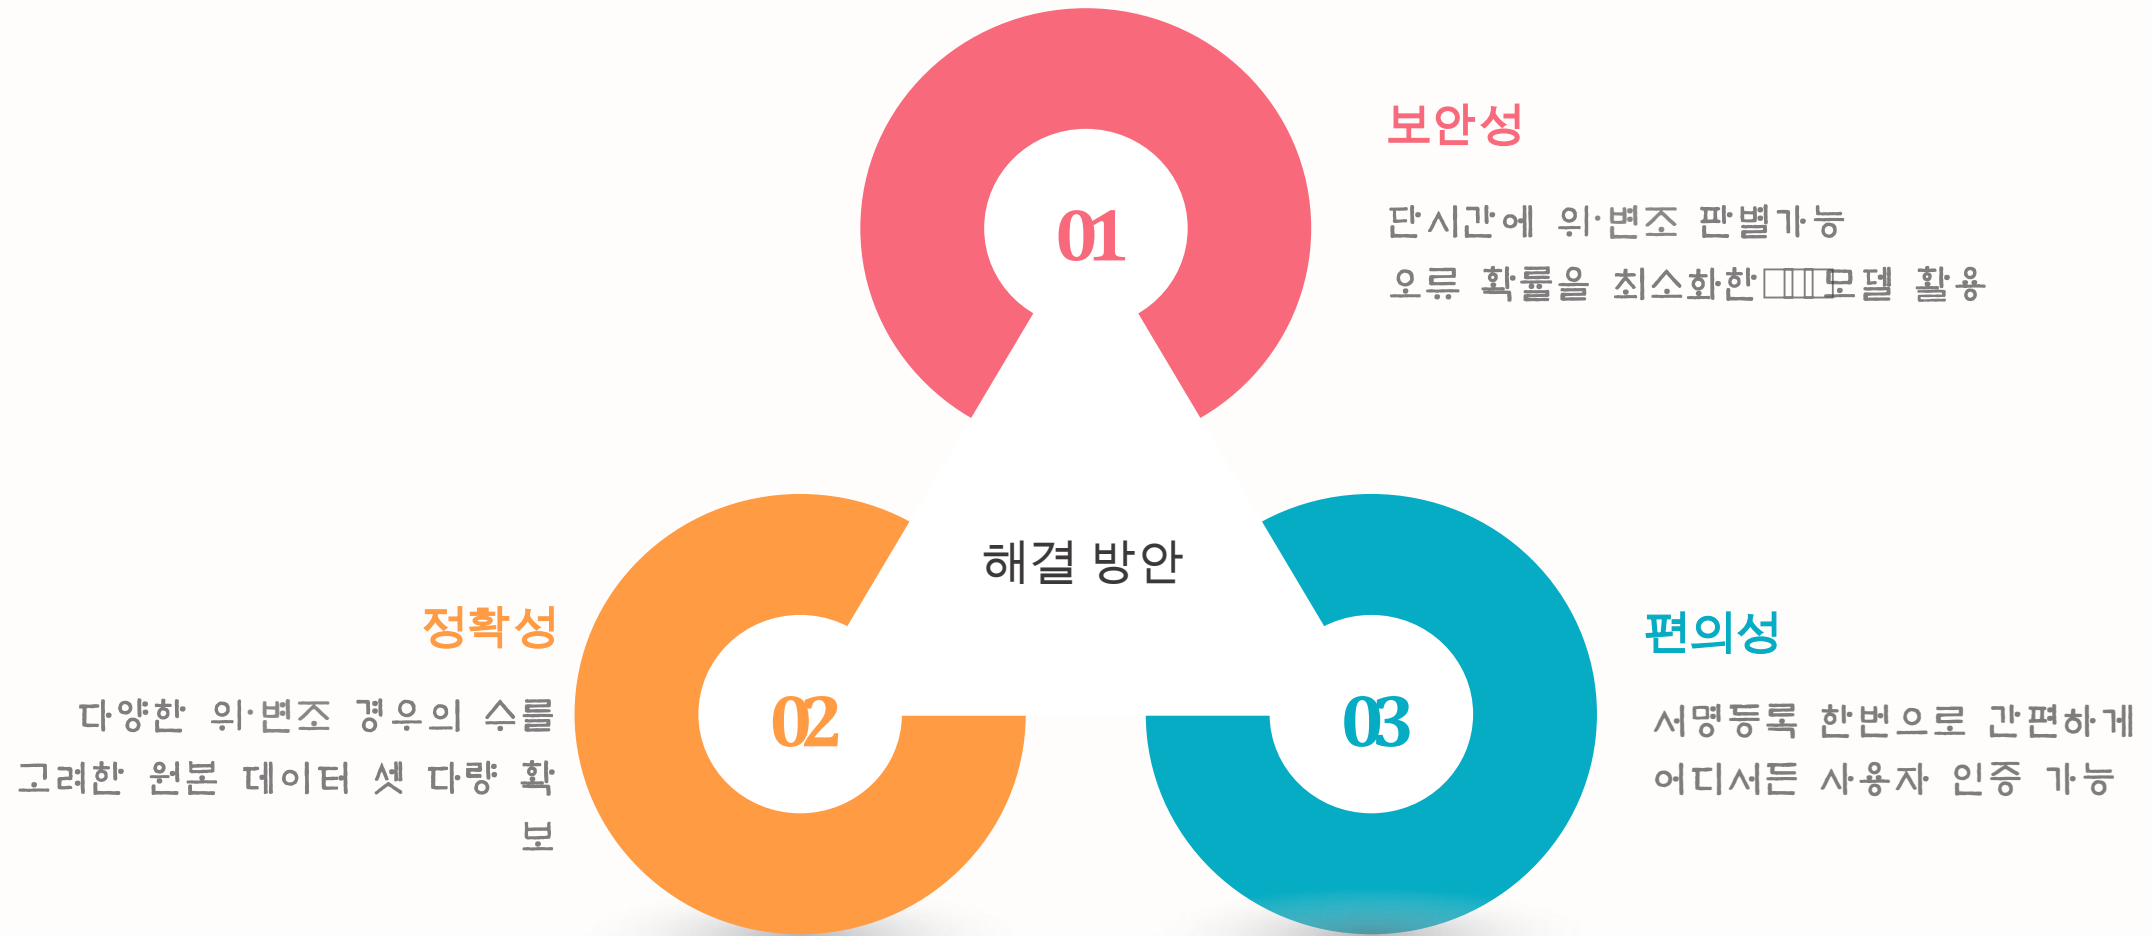 01
보안성
단시간에 위·변조 판별가능
오류 확률을 최소화한 모델 활용
해결 방안
정확성
02
다양한 위·변조 경우의 수를
고려한 원본 데이터 셋 다량 확
보
03
편의성
서명등록 한번으로 간편하게
어디서든 사용자 인증 가능